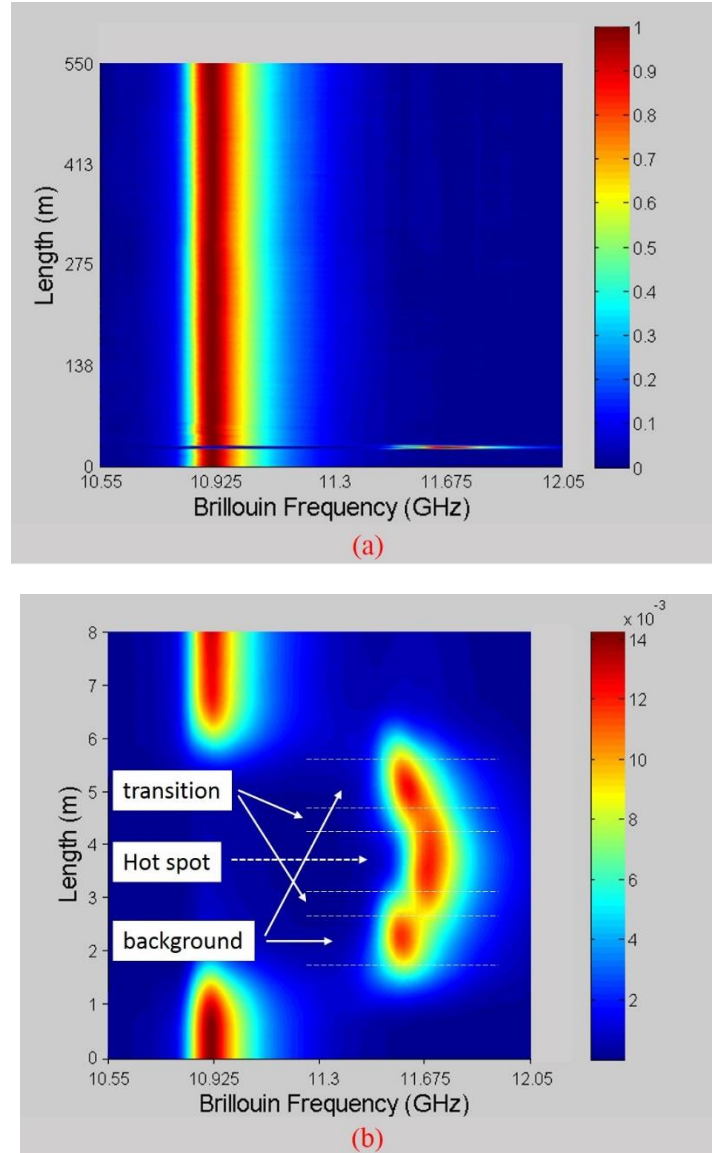 1
0.9
0.8
0.7
0.6
0.5
0.4
0.3
0.2
0.1
0
550
413
275
138
0
Length (m)
10.55 10.925 11.3 11.675 12.05
Brillouin Frequency (GHz)
(a)
x 10⁻³
14
12
10
8
6
4
2
8
7
6
5
4
3
2
1
0
Length (m)
transition
Hot spot
background
10.55 10.925 11.3 11.675 12.05
Brillouin Frequency (GHz)
(b)